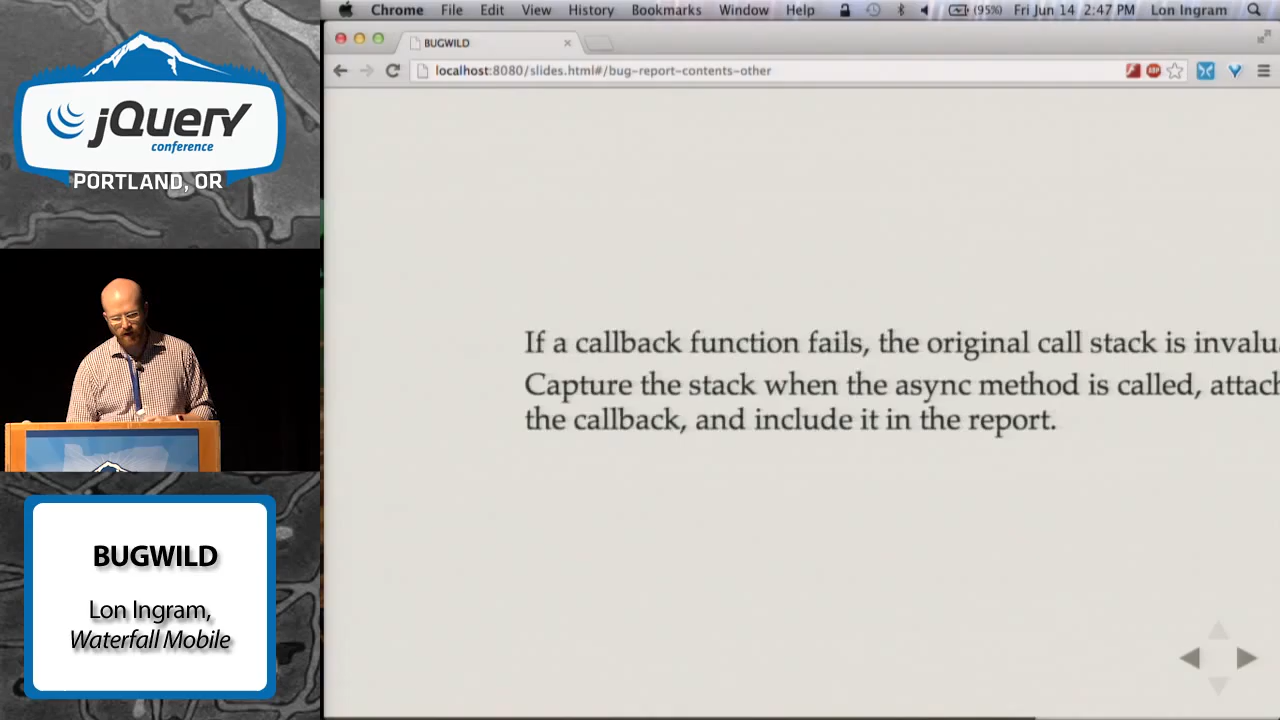 jQuery
conference
PORTLAND, OR
BUGWILD
Lon Ingram,
Waterfall Mobile
Chrome File Edit View History Bookmarks Window Help (95%) Fri Jun 14 2:47 PM Lon Ingram
BUGWILD
localhost:8080/slides.html#/bug-report-contents-other
ABP
If a callback function fails, the original call stack is invalu
Capture the stack when the async method is called, attach
the callback, and include it in the report.